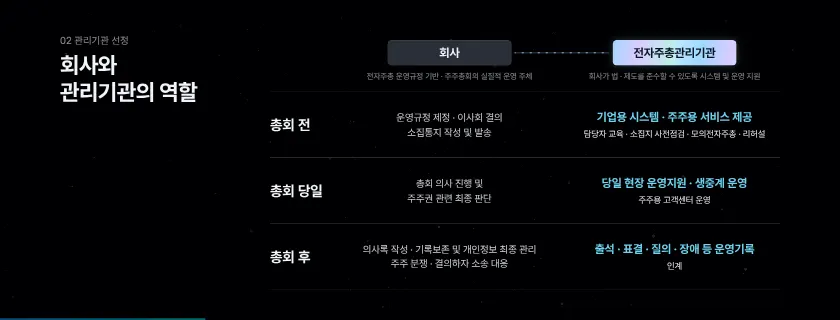 02 관리기관 선정
회사와
관리기관의 역할
회사
전자주총관리기관
전자주총 운영규정 기반 · 주주총회의 실질적 운영 주체
회사가 법 · 제도를 준수할 수 있도록 시스템 및 운영 지원
총회 전
운영규정 제정 · 이사회 결의
소집통지 작성 및 발송
기업용 시스템 · 주주용 서비스 제공
담당자 교육 · 소집지 사전점검 · 모의전자주총 · 리허설
총회 당일
총회 의사 진행 및
주주권 관련 최종 판단
당일 현장 운영지원 · 생중계 운영
주주용 고객센터 운영
총회 후
의사록 작성 · 기록보존 및 개인정보 최종 관리
주주 분쟁 · 결의하자 소송 대응
출석 · 표결 · 질의 · 장애 등 운영기록
인계